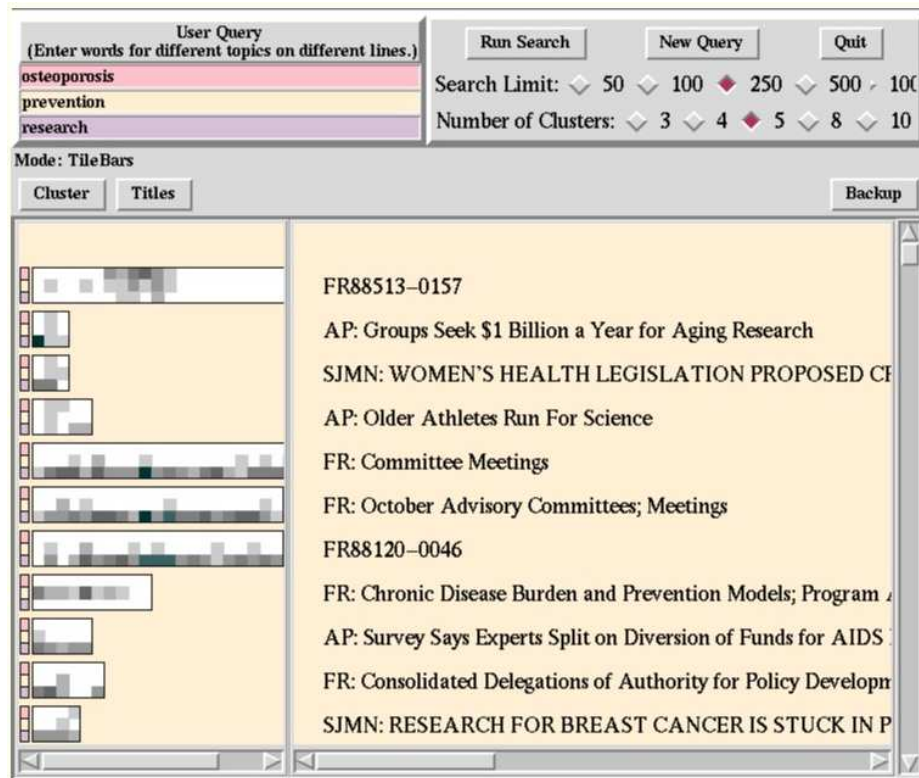 User Query
(Enter words for different topics on different lines.)
osteoporosis
prevention
research
Run Search New Query Quit
Search Limit: 50 100 250 500 100
Number of Clusters: 3 4 5 8 10
Mode: TileBars
Cluster Titles Backup
FR88513-0157
AP: Groups Seek $1 Billion a Year for Aging Research
SJMN: WOMEN'S HEALTH LEGISLATION PROPOSED
FR: Committee Meetings
AP: Older Athletes Run For Science
FR: October Advisory Committees; Meetings
FR88120-0046
FR: Chronic Disease Burden and Prevention Models; Program
AP: Survey Says Experts Split on Diversion of Funds for AIDS
FR: Consolidated Delegations of Authority for Policy Developm
SJMN: RESEARCH FOR BREAST CANCER IS STUCK IN P